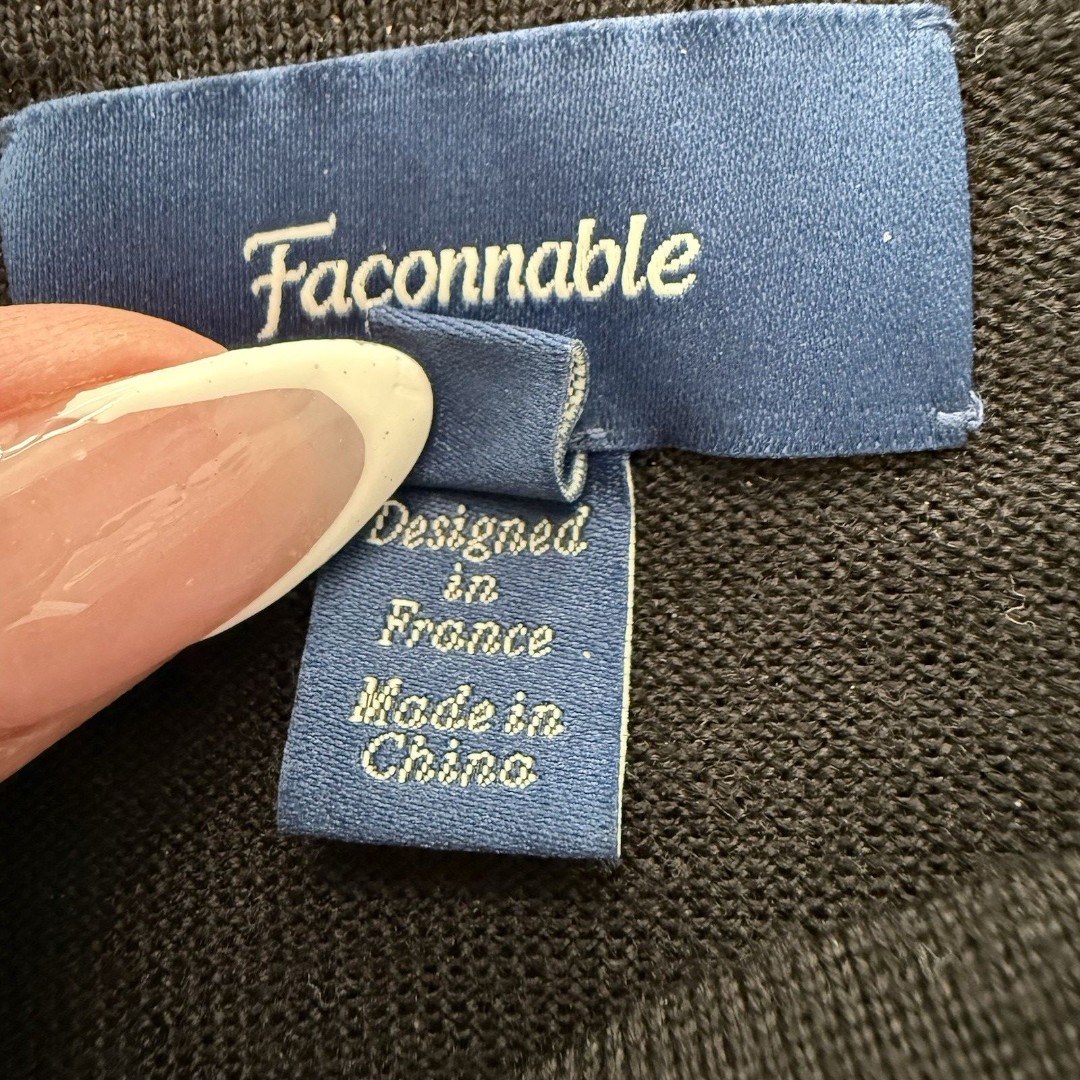 Faconnable
Designed
in
France
Made in
China